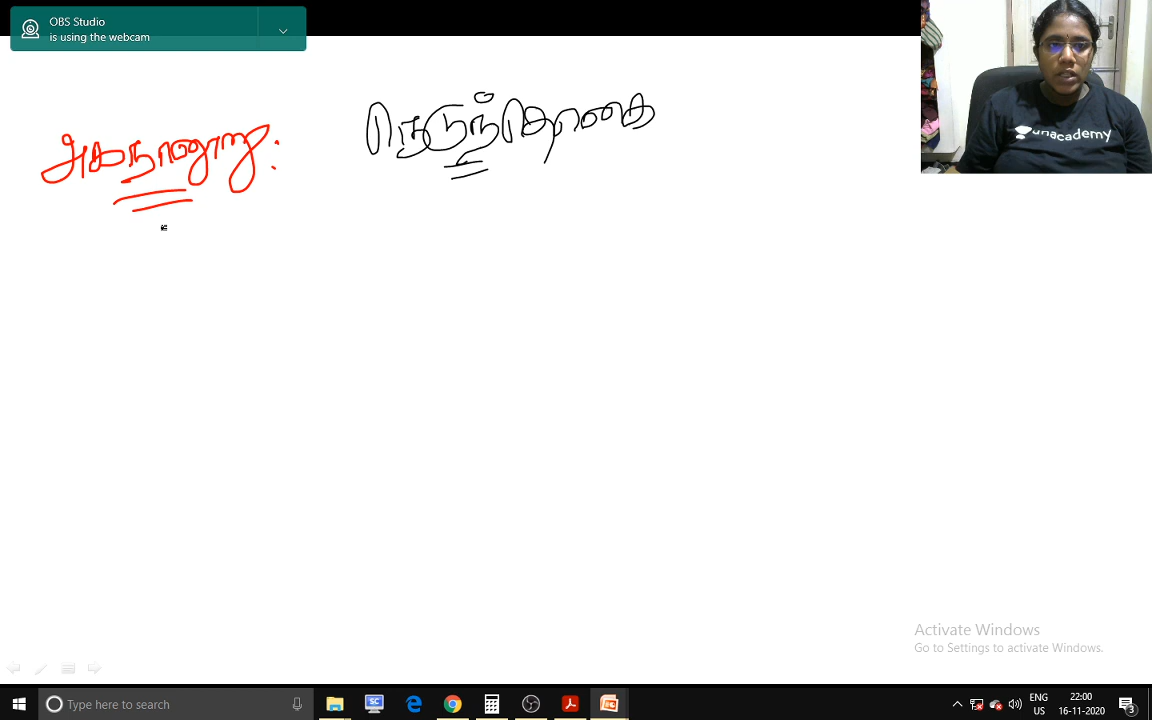 OBS Studio
is using the webcam
அகநானூறு : நெடுந்தொகை
unacademy
Activate Windows
Go to Settings to activate Windows.
Type here to search
ENG
US
22:00
16-11-2020
3